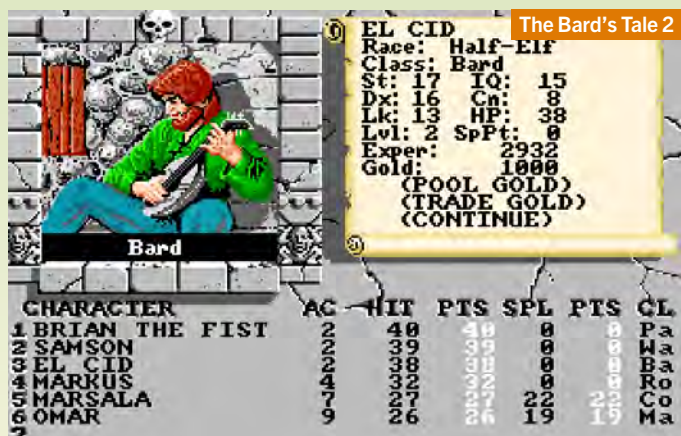 The Bard's Tale 2
EL CID
Race: Half-Elf
Class: Bard
St: 17 IQ: 15
Dx: 16 Cn: 8
Lk: 13 HP: 38
Lvl: 2 SpPt: 0
Exper: 2932
Gold: 1000
(POOL GOLD)
(TRADE GOLD)
(CONTINUE)
Bard
CHARACTER AC HIT PTS SPL PTS CL
1 BRIAN THE FIST 2 40 40 0 0 Pa
2 SAMSON 2 39 39 0 0 Wa
3 EL CID 2 38 38 0 0 Ba
4 MARKUS 4 32 32 0 0 Ro
5 MARSALA 7 27 27 22 22 Co
6 OMAR 9 26 26 19 19 Ma
7